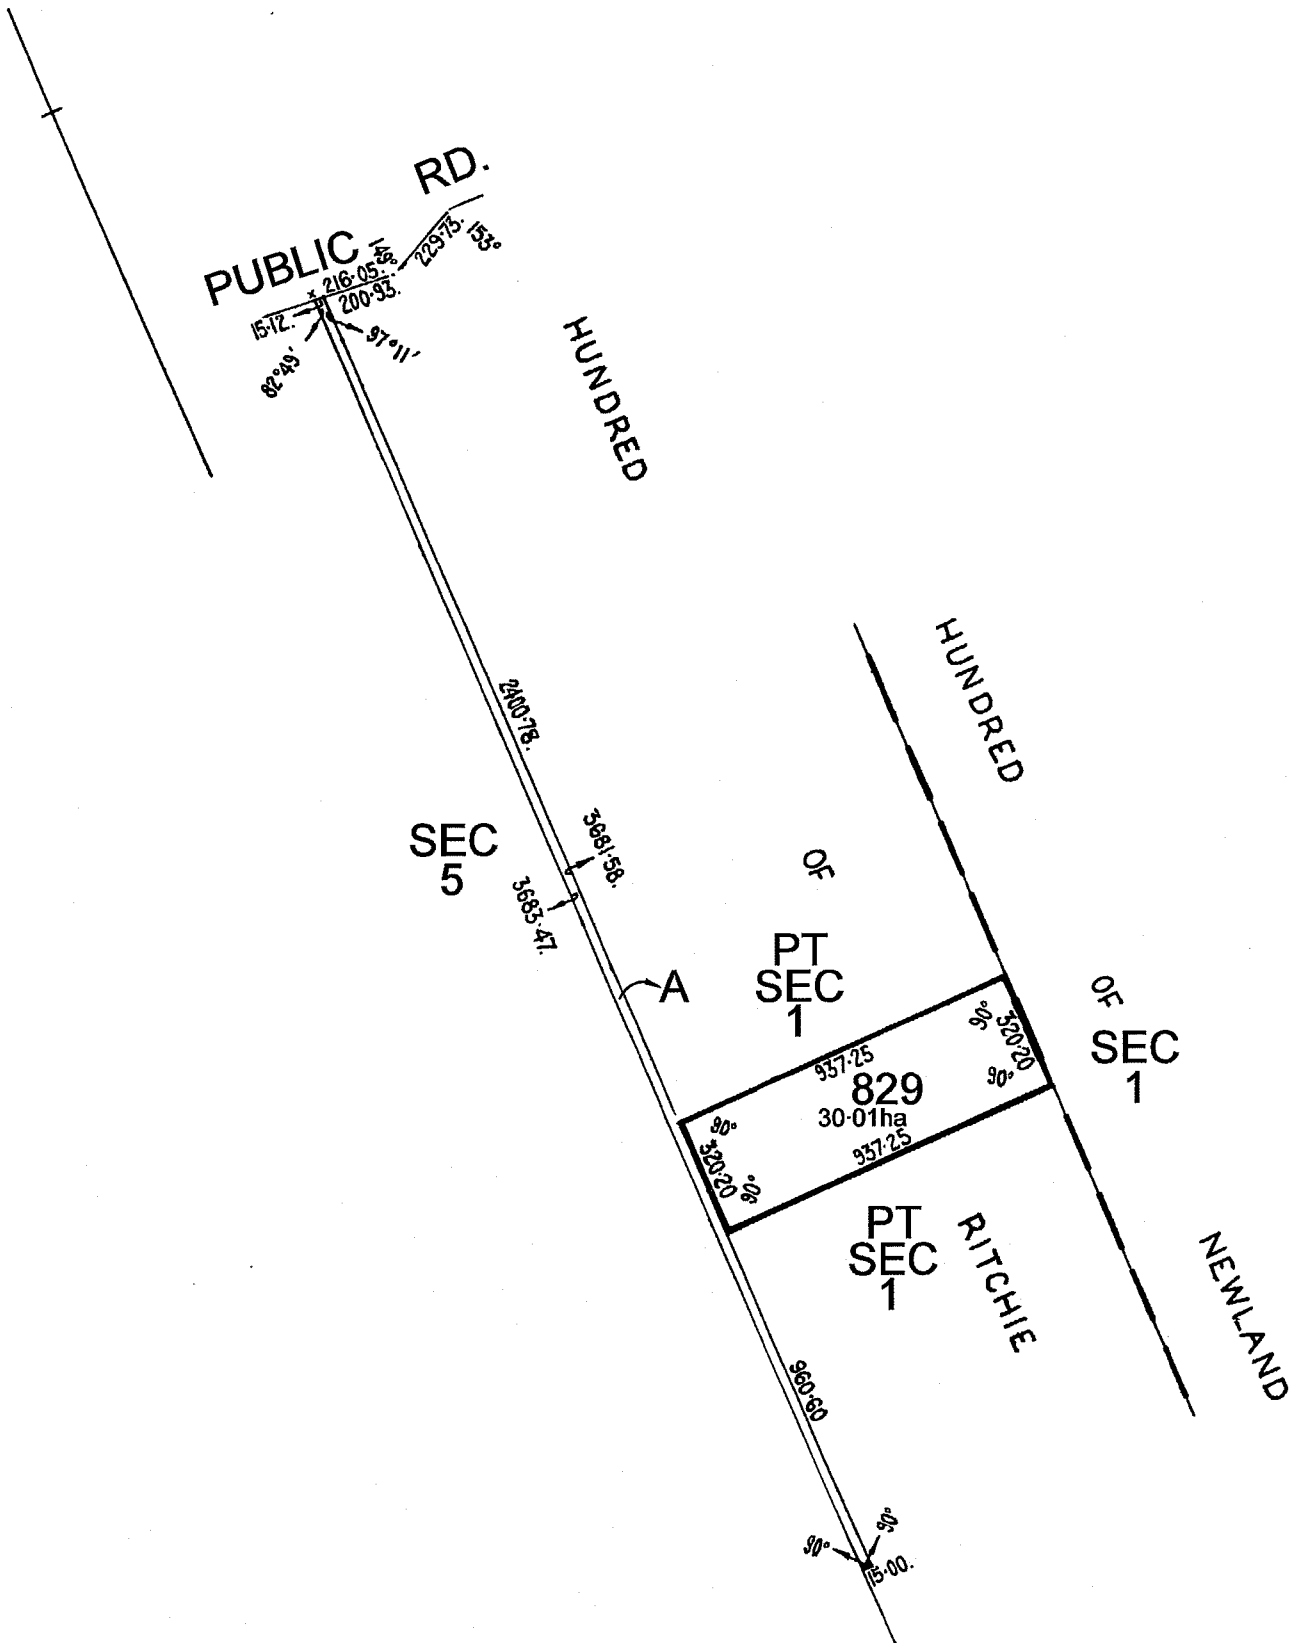 RD.
PUBLIC
149°
229·73.
153°
216·05.
x
200·93.
15·12.
97°11'
82°49'
HUNDRED
HUNDRED
2400·78.
SEC
5
3681·58.
3683·47.
OF
A
PT
SEC
1
OF
SEC
1
90°
320·20
937·25
829
90°
30·01ha
90°
320·20
937·25
90°
PT
SEC
1
RITCHIE
NEWLAND
960·60
90°
90°
15·00.